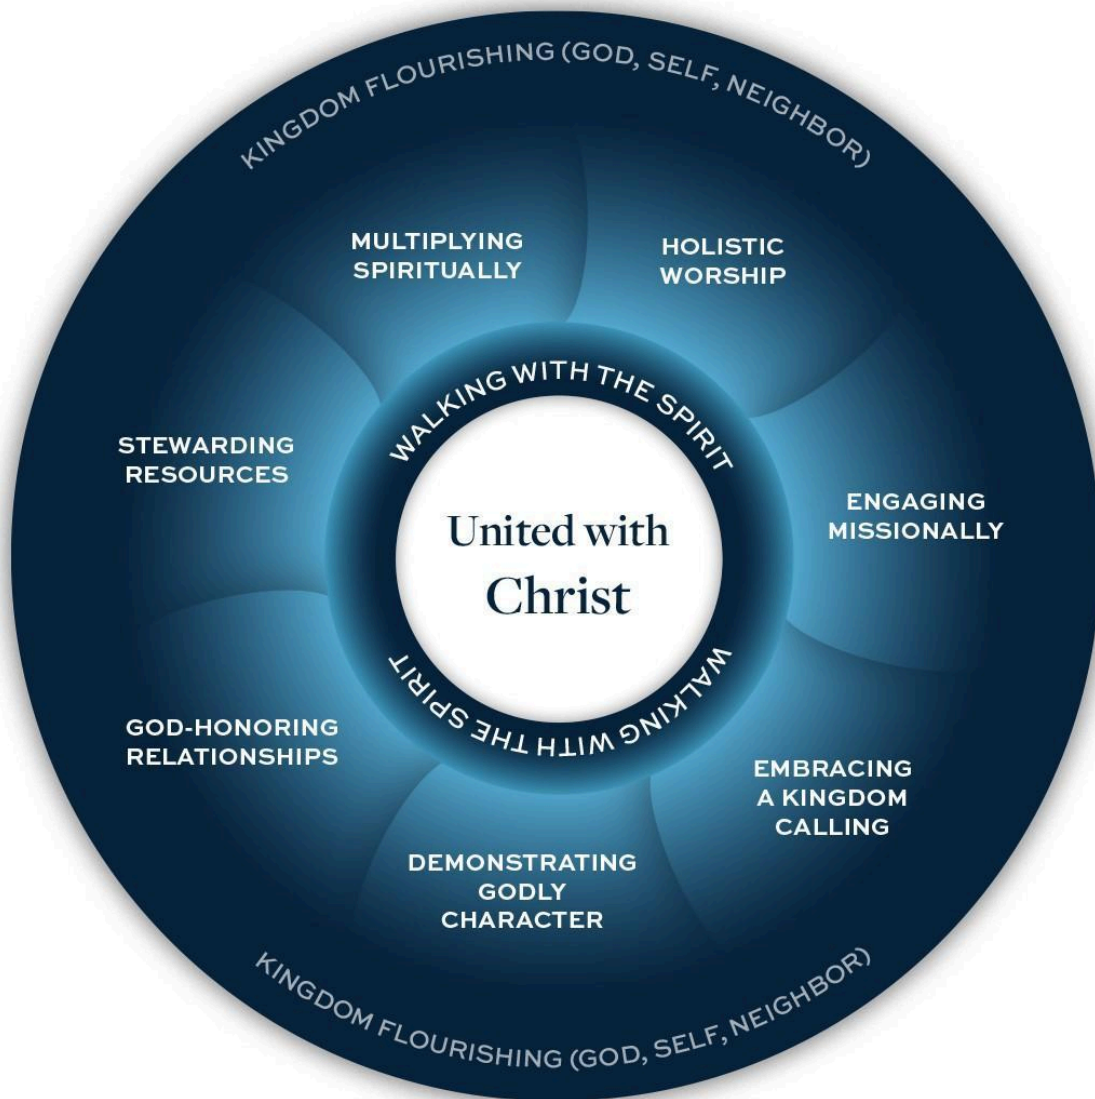 KINGDOM FLOURISHING (GOD, SELF, NEIGHBOR)
MULTIPLYING
SPIRITUALLY
HOLISTIC
WORSHIP
WALKING WITH THE SPIRIT
STEWARDING
RESOURCES
ENGAGING
MISSIONALLY
United with
Christ
WALKING WITH THE SPIRIT
GOD-HONORING
RELATIONSHIPS
EMBRACING
A KINGDOM
CALLING
DEMONSTRATING
GODLY
CHARACTER
KINGDOM FLOURISHING (GOD, SELF, NEIGHBOR)